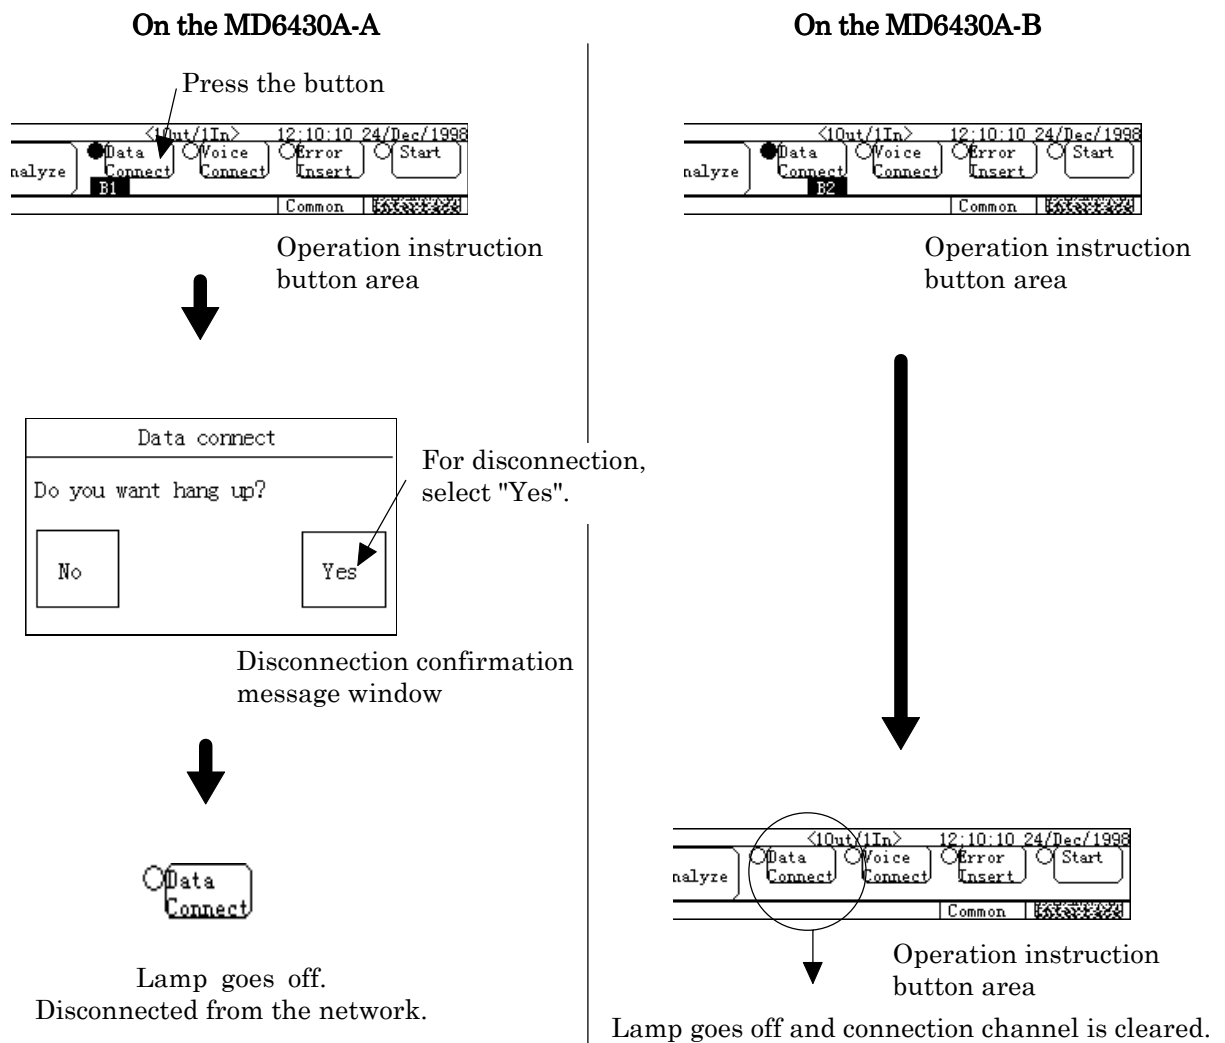 On the MD6430A-A
Press the button
<1Out/1In> 12:10:10 24/Dec/1998
nalyze
Data Connect
Voice Connect
Error Insert
Start
B1
Common
Interface
Operation instruction
button area
Data connect
Do you want hang up?
No
Yes
For disconnection,
select "Yes".
Disconnection confirmation
message window
Data
Connect
Lamp goes off.
Disconnected from the network.
On the MD6430A-B
<1Out/1In> 12:10:10 24/Dec/1998
nalyze
Data Connect
Voice Connect
Error Insert
Start
B2
Common
Interface
Operation instruction
button area
<1Out/1In> 12:10:10 24/Dec/1998
nalyze
Data Connect
Voice Connect
Error Insert
Start
Common
Interface
Operation instruction
button area
Lamp goes off and connection channel is cleared.